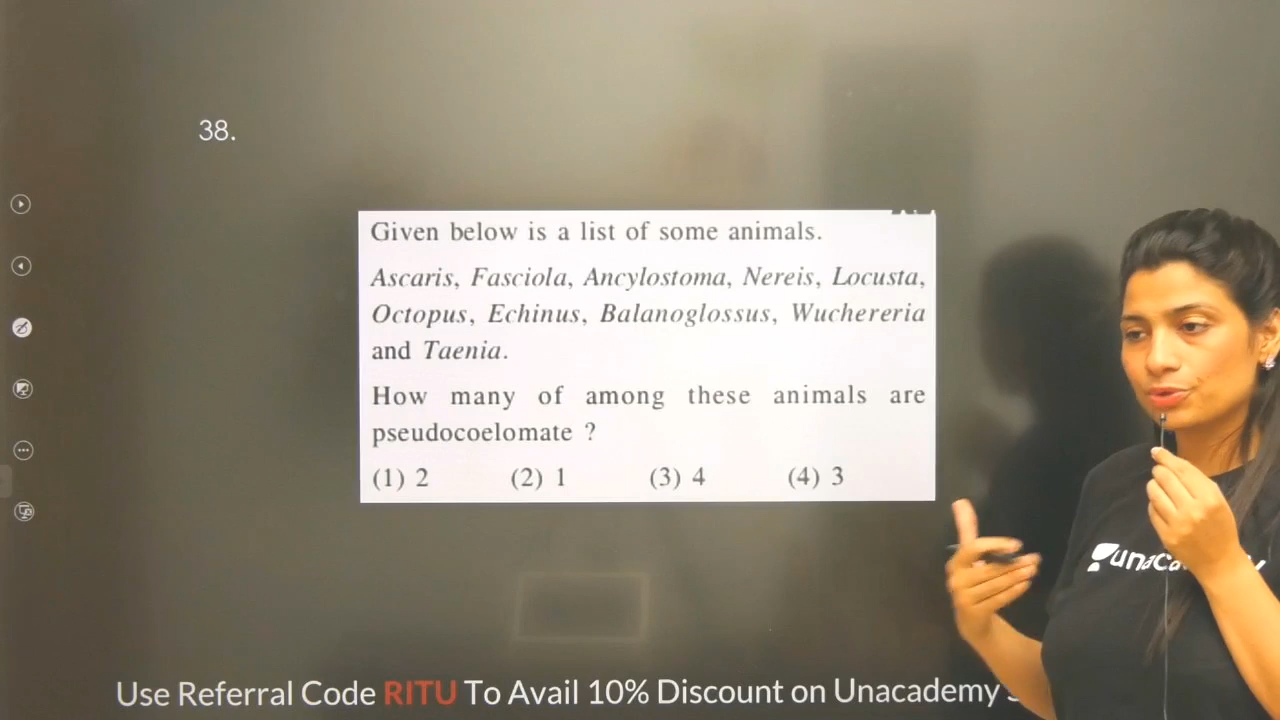 38.
Given below is a list of some animals.
Ascaris, Fasciola, Ancylostoma, Nereis, Locusta,
Octopus, Echinus, Balanoglossus, Wuchereria
and Taenia.
How many of among these animals are
pseudocoelomate ?
(1) 2 (2) 1 (3) 4 (4) 3
Use Referral Code RITU To Avail 10% Discount on Unacademy